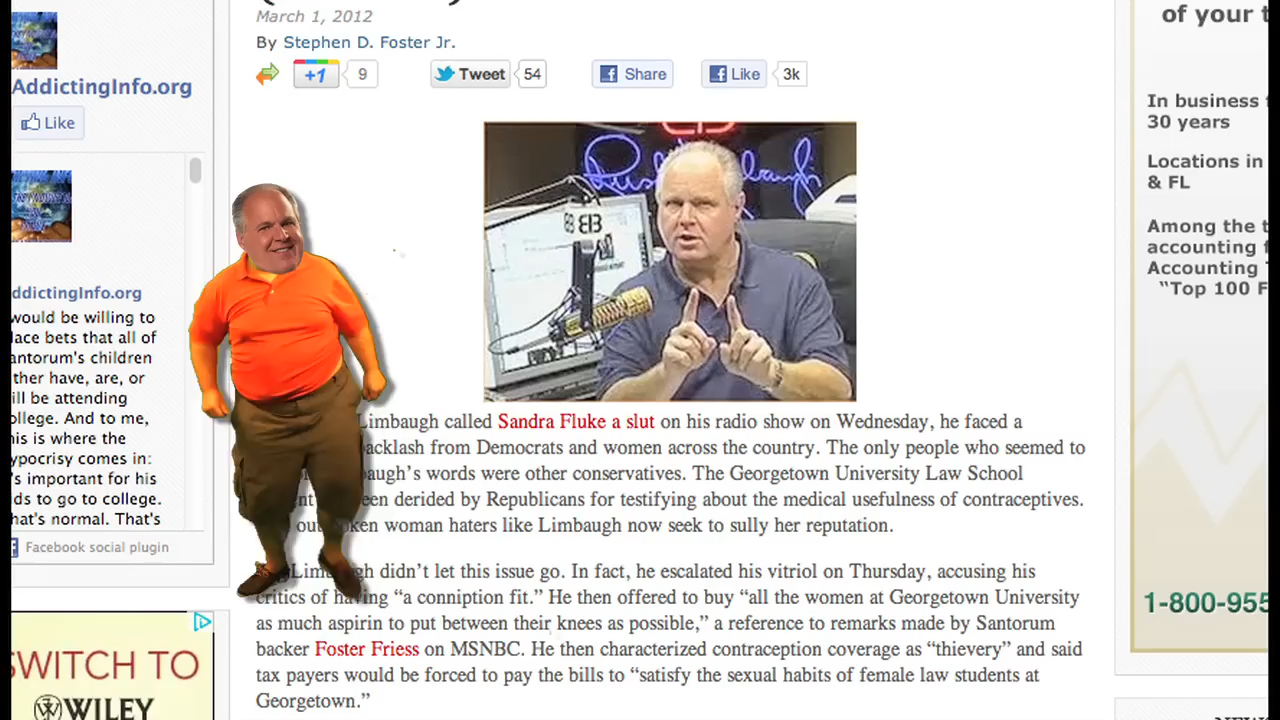 March 1, 2012
By Stephen D. Foster Jr.
+1 9 Tweet 54 Share Like 3k
AddictingInfo.org
Like
ddictingInfo.org
would be willing to
lace bets that all of
antorum's children
ther have, are, or
ill be attending
ollege. And to me,
his is where the
ypocrisy comes in:
's important for his
ids to go to college.
hat's normal. That's
Facebook social plugin
SWITCH TO
WILEY
EIB
Limbaugh called Sandra Fluke a slut on his radio show on Wednesday, he faced a
acklash from Democrats and women across the country. The only people who seemed to
baugh’s words were other conservatives. The Georgetown University Law School
een derided by Republicans for testifying about the medical usefulness of contraceptives.
ken woman haters like Limbaugh now seek to sully her reputation.
Limb gh didn’t let this issue go. In fact, he escalated his vitriol on Thursday, accusing his
critics of having “a conniption fit.” He then offered to buy “all the women at Georgetown University
as much aspirin to put between their knees as possible,” a reference to remarks made by Santorum
backer Foster Friess on MSNBC. He then characterized contraception coverage as “thievery” and said
tax payers would be forced to pay the bills to “satisfy the sexual habits of female law students at
Georgetown.”
of your t
In business f
30 years
Locations in
& FL
Among the t
accounting f
Accounting T
“Top 100 F
1-800-955